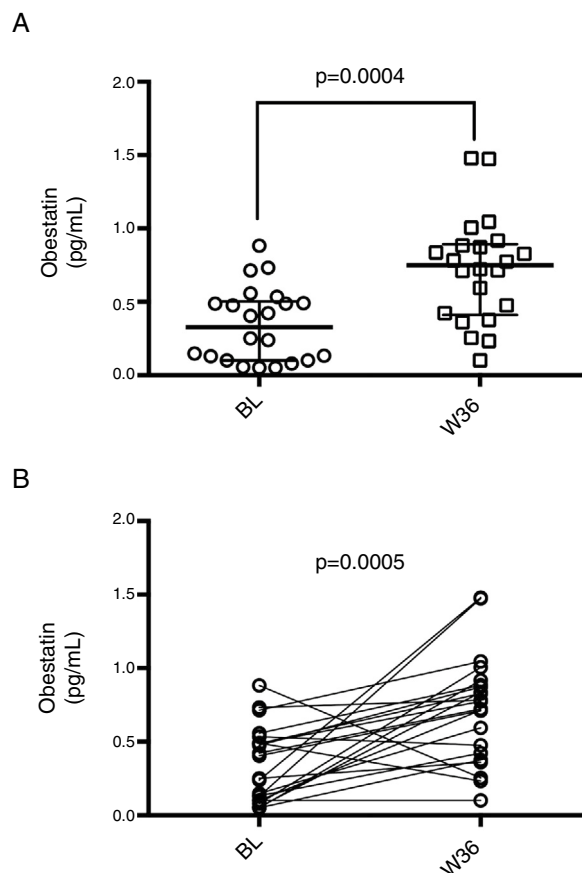 A
p=0.0004
2.0
1.5
1.0
0.5
0.0
Obestatin
(pg/mL)
BL
W36
B
p=0.0005
2.0
1.5
1.0
0.5
0.0
Obestatin
(pg/mL)
BL
W36